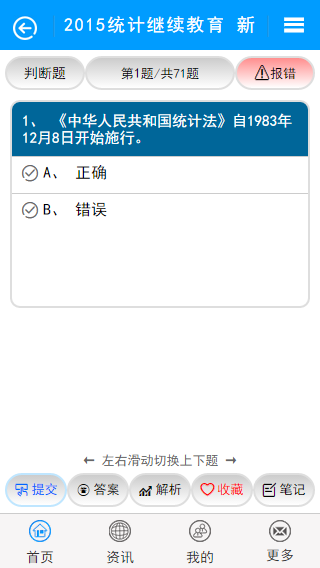 2015统计继续教育 新
判断题
第1题/共71题
报错
1、 《中华人民共和国统计法》自1983年
12月8日开始施行。
A、 正确
B、 错误
← 左右滑动切换上下题 →
提交 答案 解析 收藏 笔记
首页 资讯 我的 更多